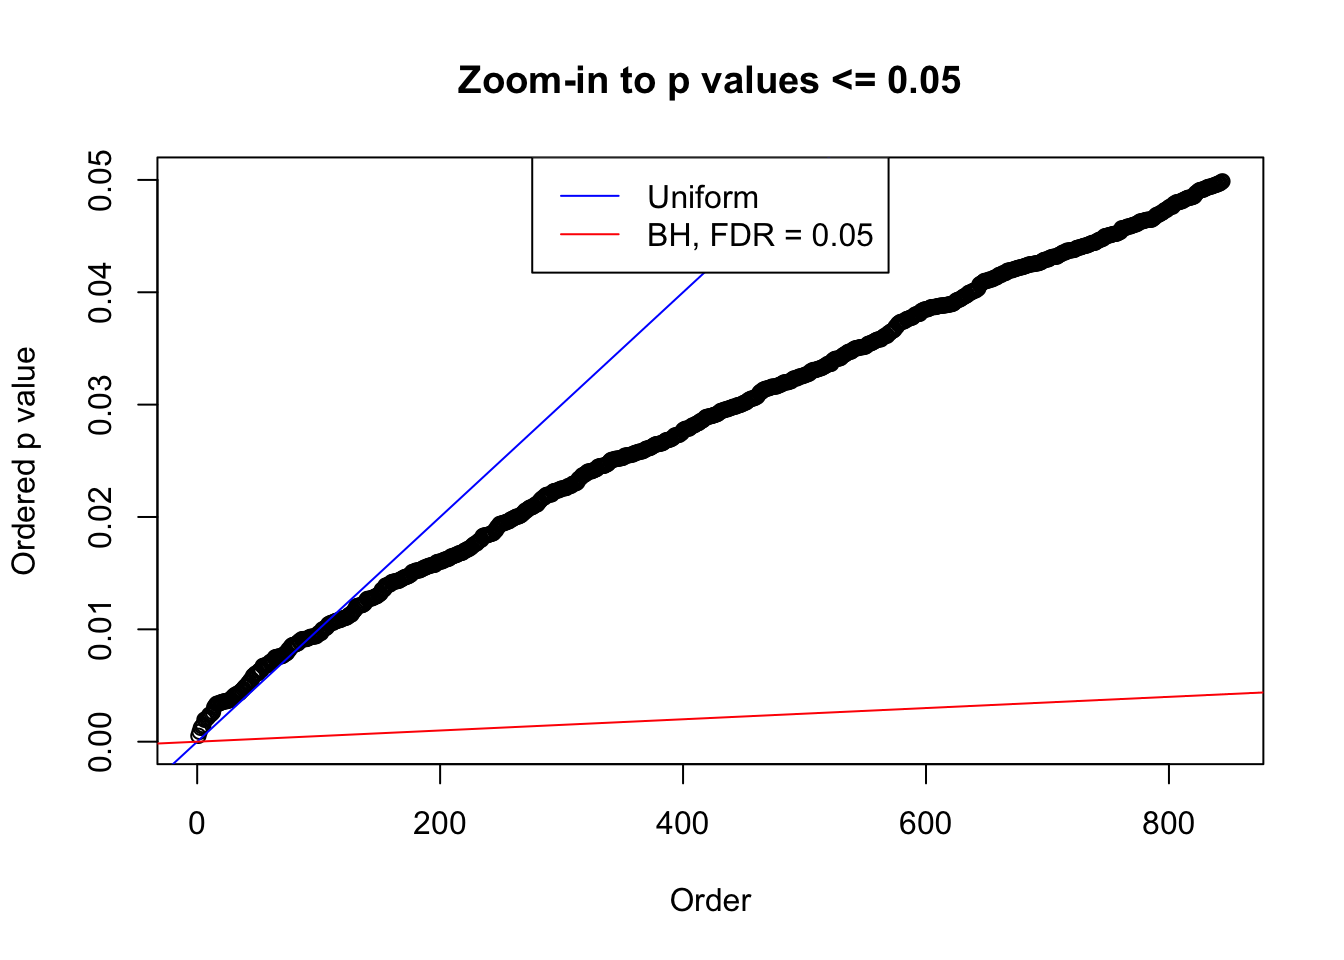 Zoom-in to p values <= 0.05
Uniform
BH, FDR = 0.05
Ordered p value
0.05
0.04
0.03
0.02
0.01
0.00
0 200 400 600 800
Order